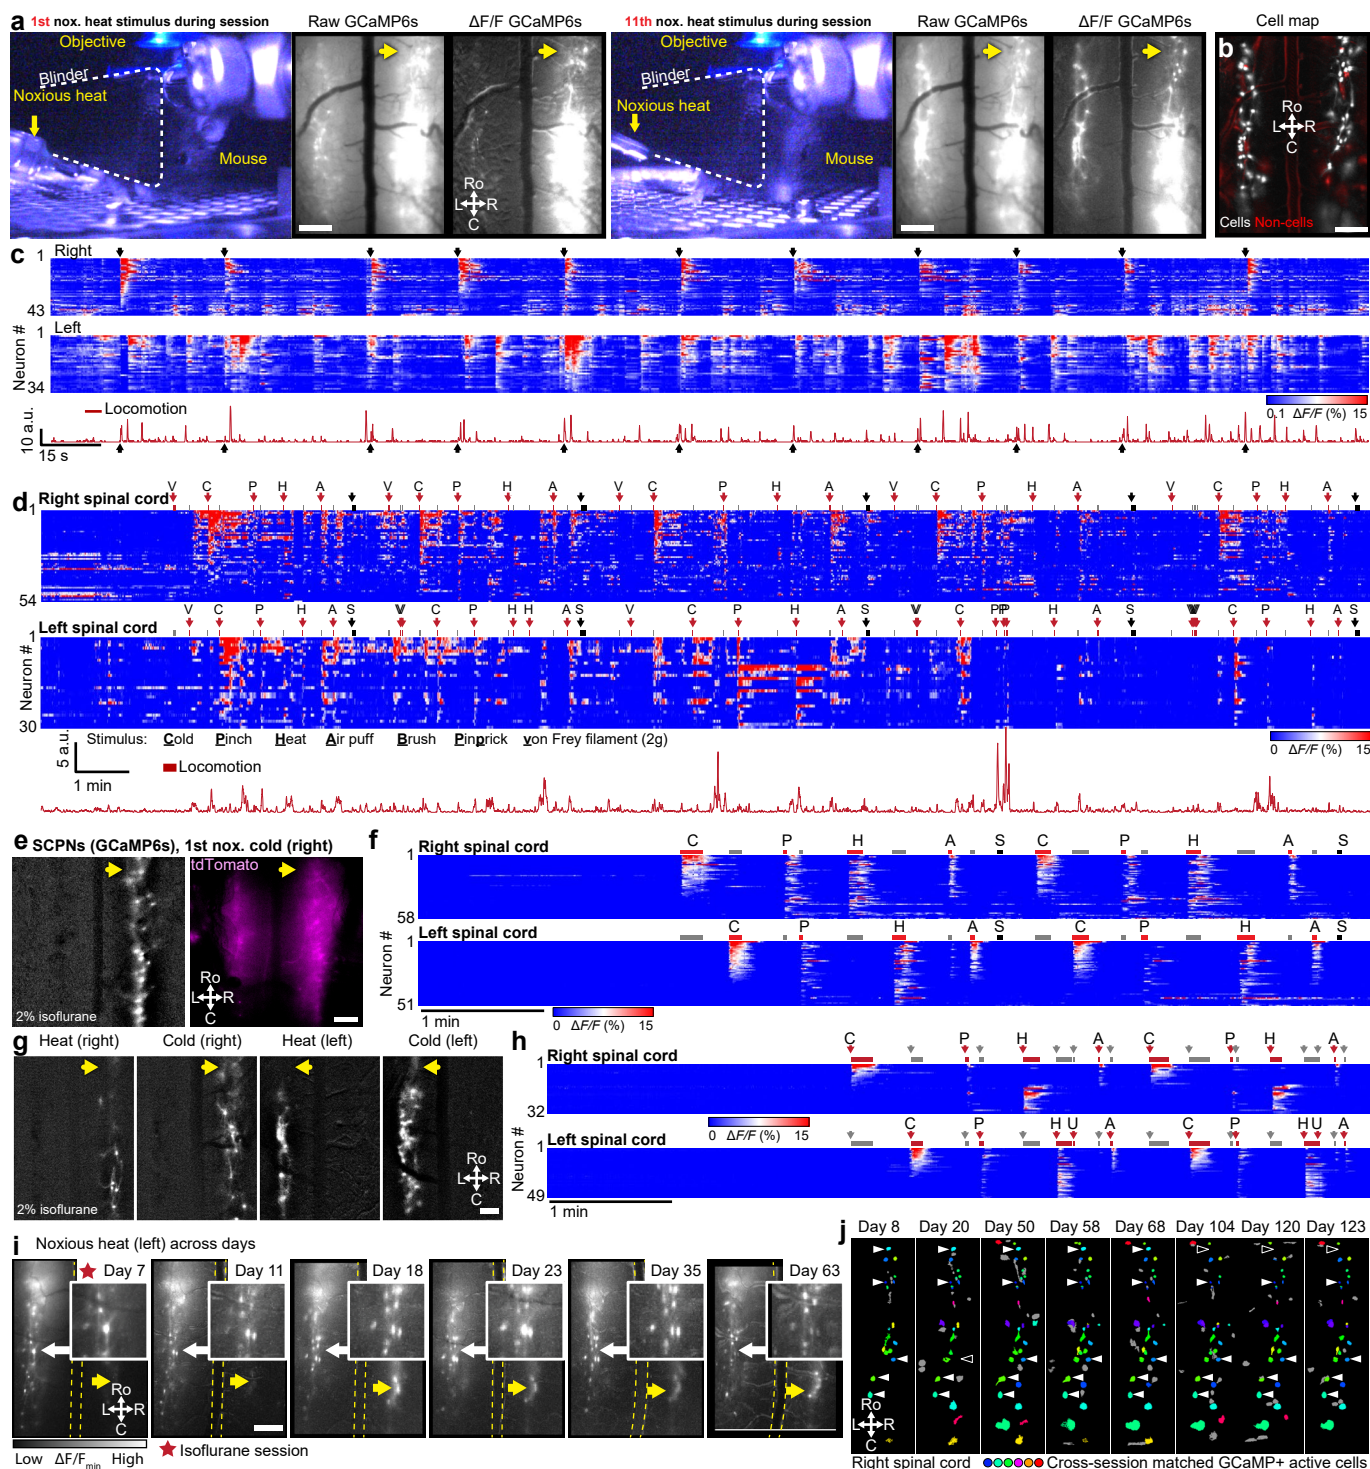 a 1st nox. heat stimulus during session Raw GCaMP6s ΔF/F GCaMP6s 11th nox. heat stimulus during session Raw GCaMP6s ΔF/F GCaMP6s Cell map
Objective
Blinder
Noxious heat
Mouse
Ro
L R
C
Objective
Blinder
Noxious heat
Mouse
b
Ro
L R
C
Cells Non-cells
c
1 Right
43
1 Left
34
Neuron #
Locomotion
10 a.u.
15 s
0.1 ΔF/F (%) 15
V C P H A V C P H A V C P H A V C P H A V C P H A
d Right spinal cord
1
54
V C P H A S V C P H H A S V C P H A S V C P P H A S V C P H A S
Left spinal cord
1
30
Neuron #
Stimulus: Cold Pinch Heat Air puff Brush Pinprick von Frey filament (2g)
0 ΔF/F (%) 15
5 a.u.
1 min
Locomotion
e SCPNs (GCaMP6s), 1st nox. cold (right)
tdTomato
2% isoflurane
Ro
L R
C
f
C P H A S C P H A S
Right spinal cord
1
58
C P H A S C P H A S
Left spinal cord
1
51
Neuron #
1 min
0 ΔF/F (%) 15
g
Heat (right) Cold (right) Heat (left) Cold (left)
2% isoflurane
Ro
L R
C
h
C P H A C P H A
Right spinal cord
1
32
0 ΔF/F (%) 15
C P H U A C P H U A
Left spinal cord
1
49
Neuron #
1 min
i Noxious heat (left) across days
Day 7 Day 11 Day 18 Day 23 Day 35 Day 63
Ro
L R
C
Low ΔF/Fmin High
Isoflurane session
j Day 8 Day 20 Day 50 Day 58 Day 68 Day 104 Day 120 Day 123
Ro
L R
C
Right spinal cord Cross-session matched GCaMP+ active cells